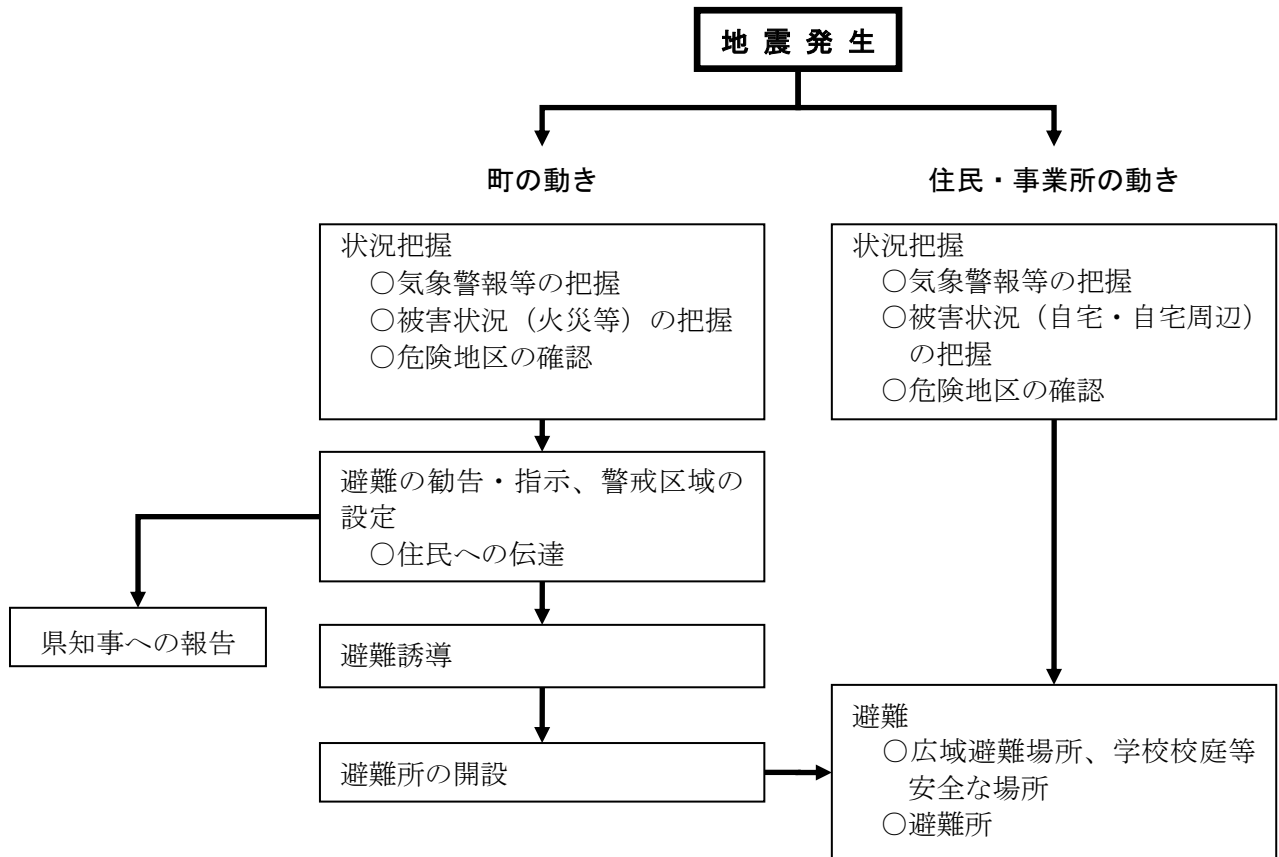 地震発生
町の動き
住民・事業所の動き
状況把握
○気象警報等の把握
○被害状況（火災等）の把握
○危険地区の確認
状況把握
○気象警報等の把握
○被害状況（自宅・自宅周辺）
の把握
○危険地区の確認
避難の勧告・指示、警戒区域の
設定
○住民への伝達
県知事への報告
避難誘導
避難所の開設
避難
○広域避難場所、学校校庭等
安全な場所
○避難所